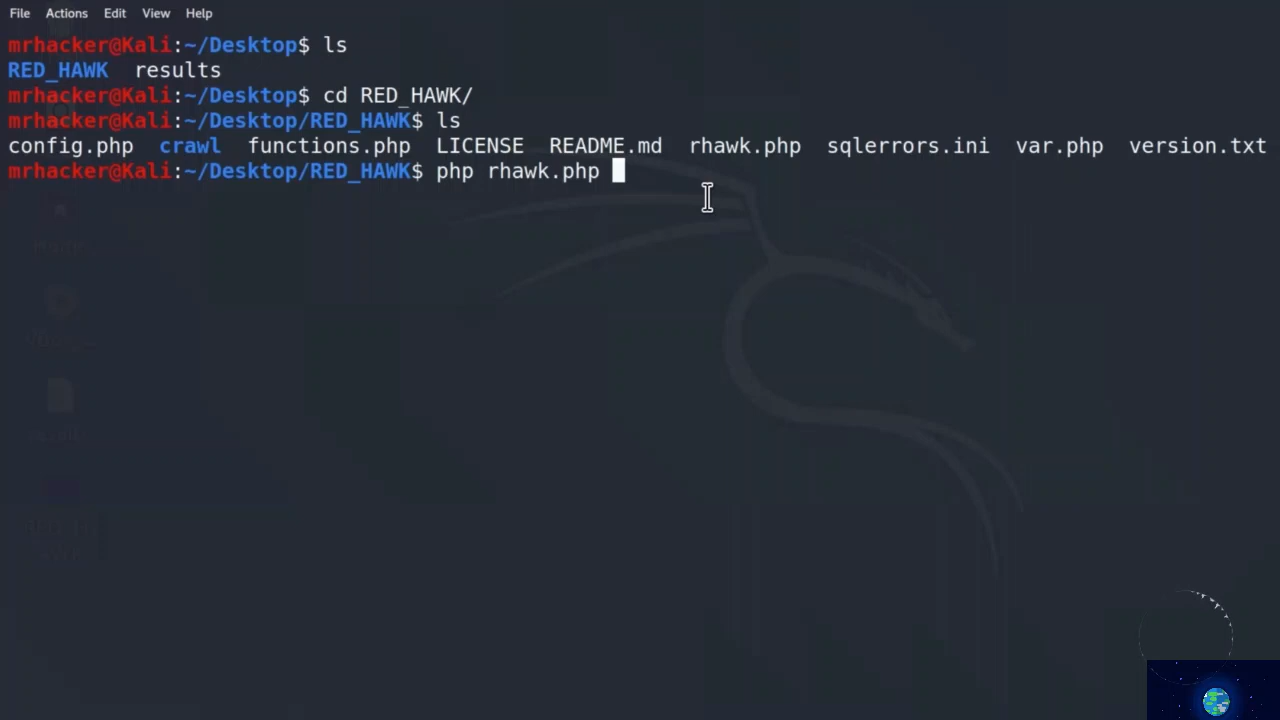 File Actions Edit View Help
mrhacker@Kali:~/Desktop$ ls
RED_HAWK results
mrhacker@Kali:~/Desktop$ cd RED_HAWK/
mrhacker@Kali:~/Desktop/RED_HAWK$ ls
config.php crawl functions.php LICENSE README.md rhawk.php sqlerrors.ini var.php version.txt
mrhacker@Kali:~/Desktop/RED_HAWK$ php rhawk.php